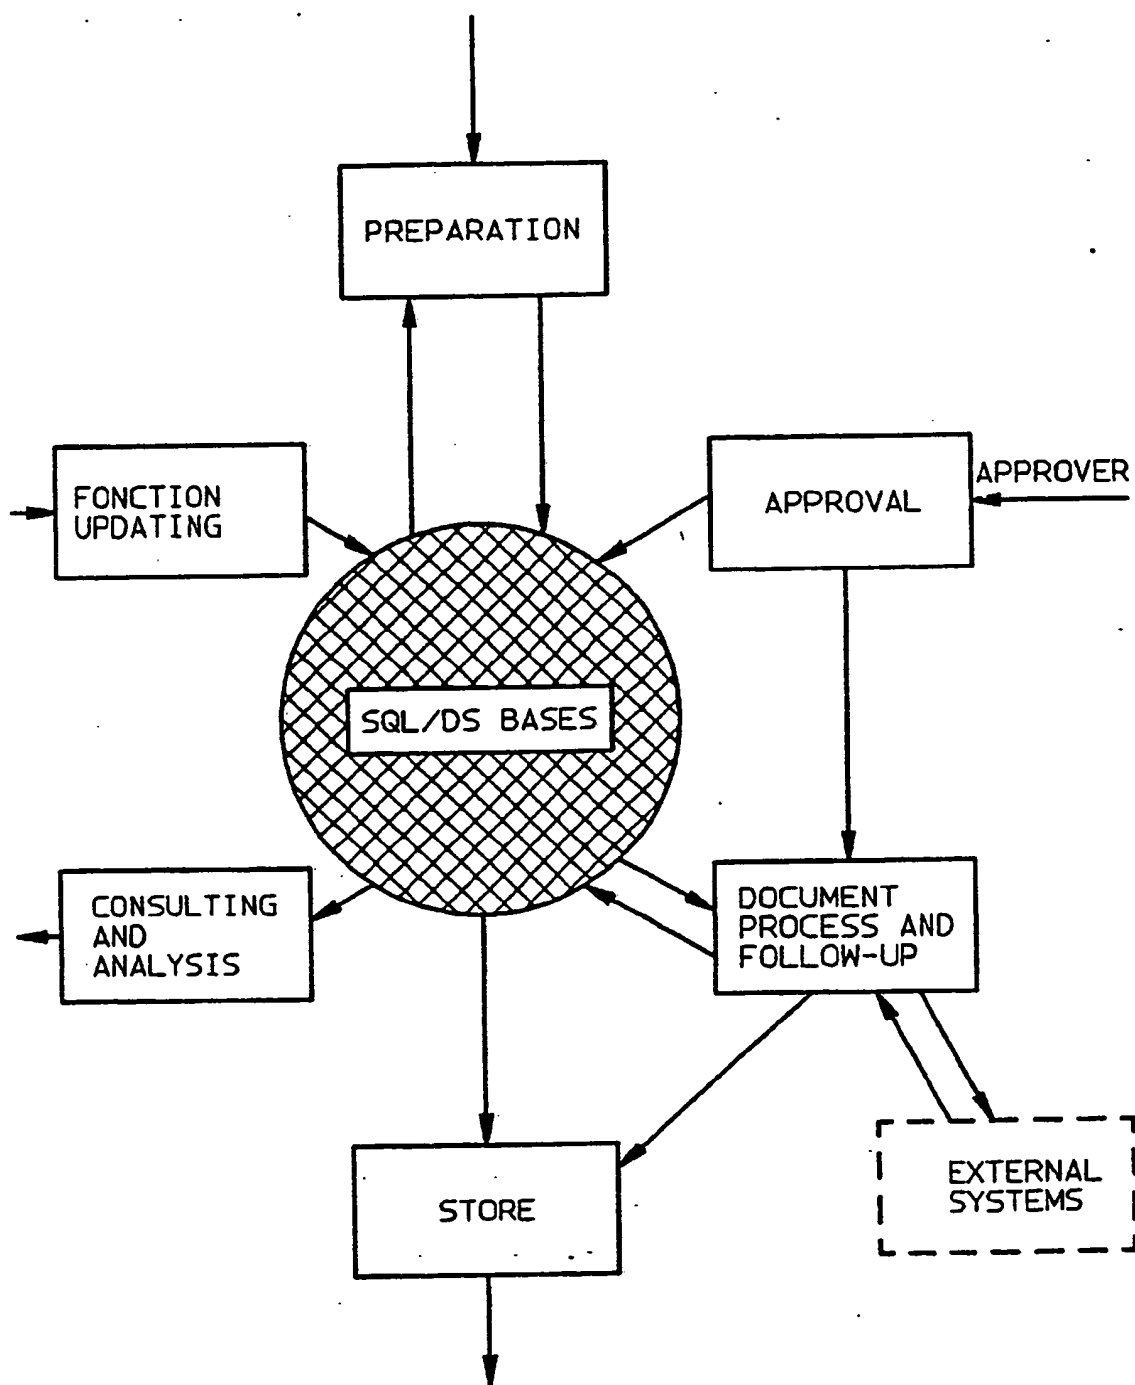 PREPARATION
FONCTION
UPDATING
APPROVAL
APPROVER
SQL/DS BASES
CONSULTING
AND
ANALYSIS
DOCUMENT
PROCESS AND
FOLLOW-UP
STORE
EXTERNAL
SYSTEMS